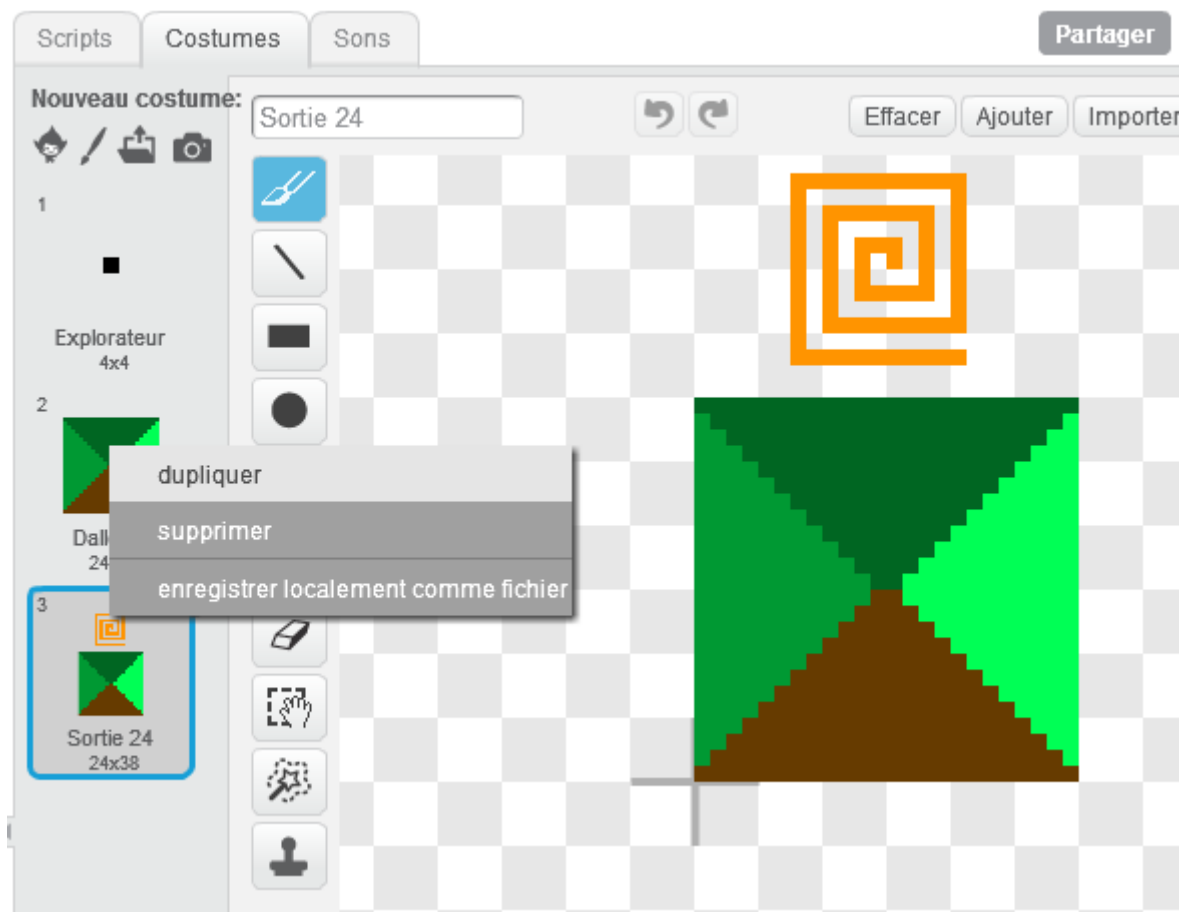 Scripts
Costumes
Sons
Partager
Nouveau costume:
Sortie 24
Effacer
Ajouter
Importer
1
Explorateur
4x4
2
dupliquer
supprimer
enregistrer localement comme fichier
3
Sortie 24
24x38